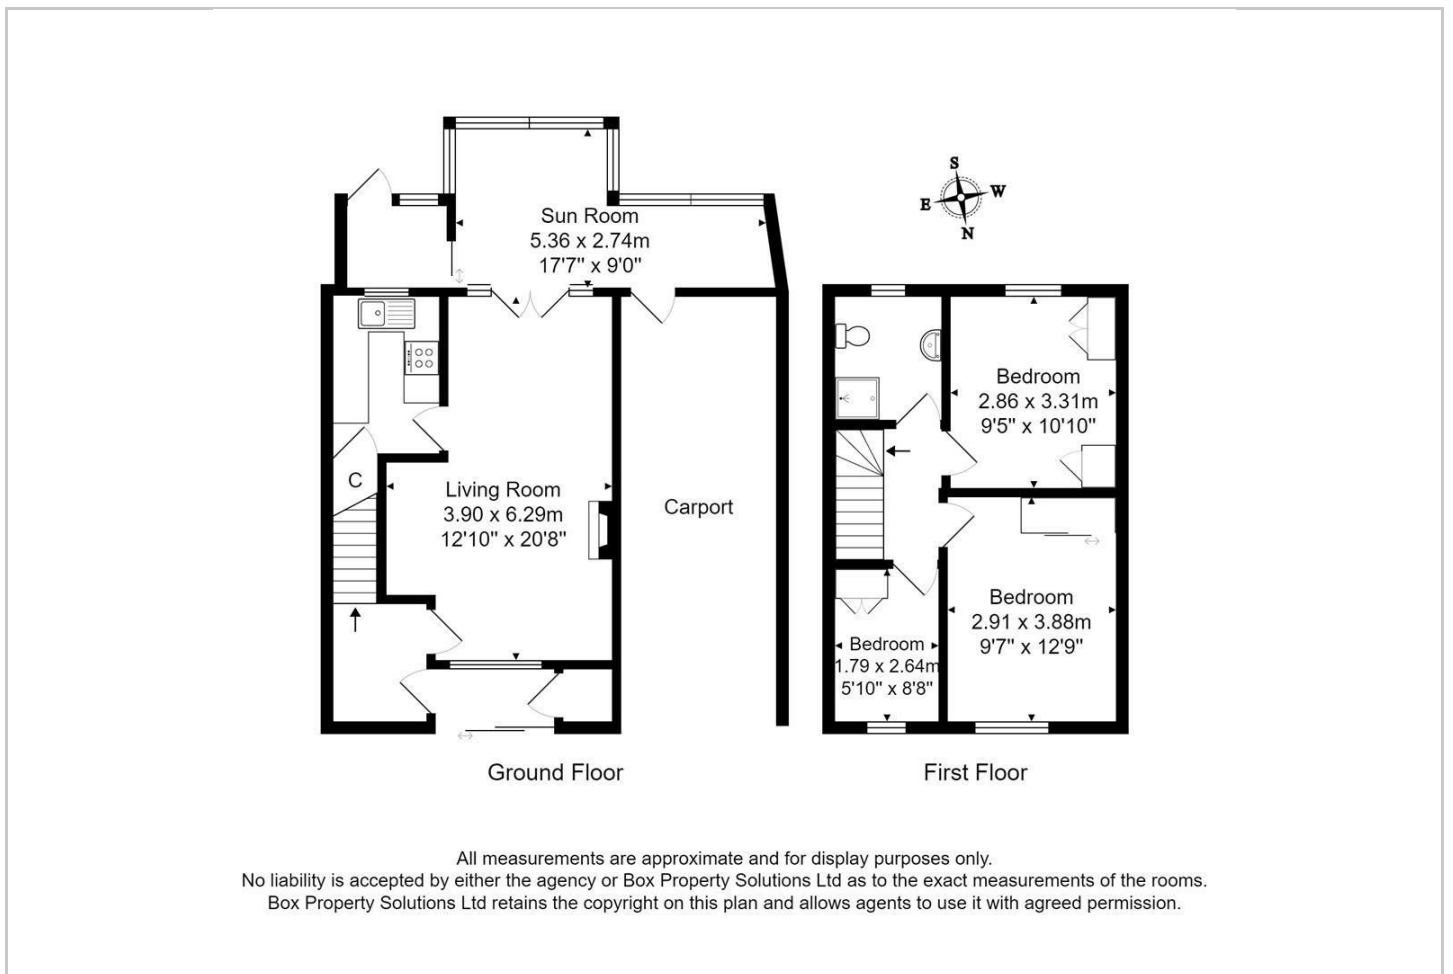 Sun Room
5.36 x 2.74m
17'7" x 9'0"
C
Living Room
3.90 x 6.29m
12'10" x 20'8"
Carport
Ground Floor
S
W
E
N
Bedroom
2.86 x 3.31m
9'5" x 10'10"
Bedroom
2.91 x 3.88m
9'7" x 12'9"
Bedroom
1.79 x 2.64m
5'10" x 8'8"
First Floor
All measurements are approximate and for display purposes only.
No liability is accepted by either the agency or Box Property Solutions Ltd as to the exact measurements of the rooms.
Box Property Solutions Ltd retains the copyright on this plan and allows agents to use it with agreed permission.